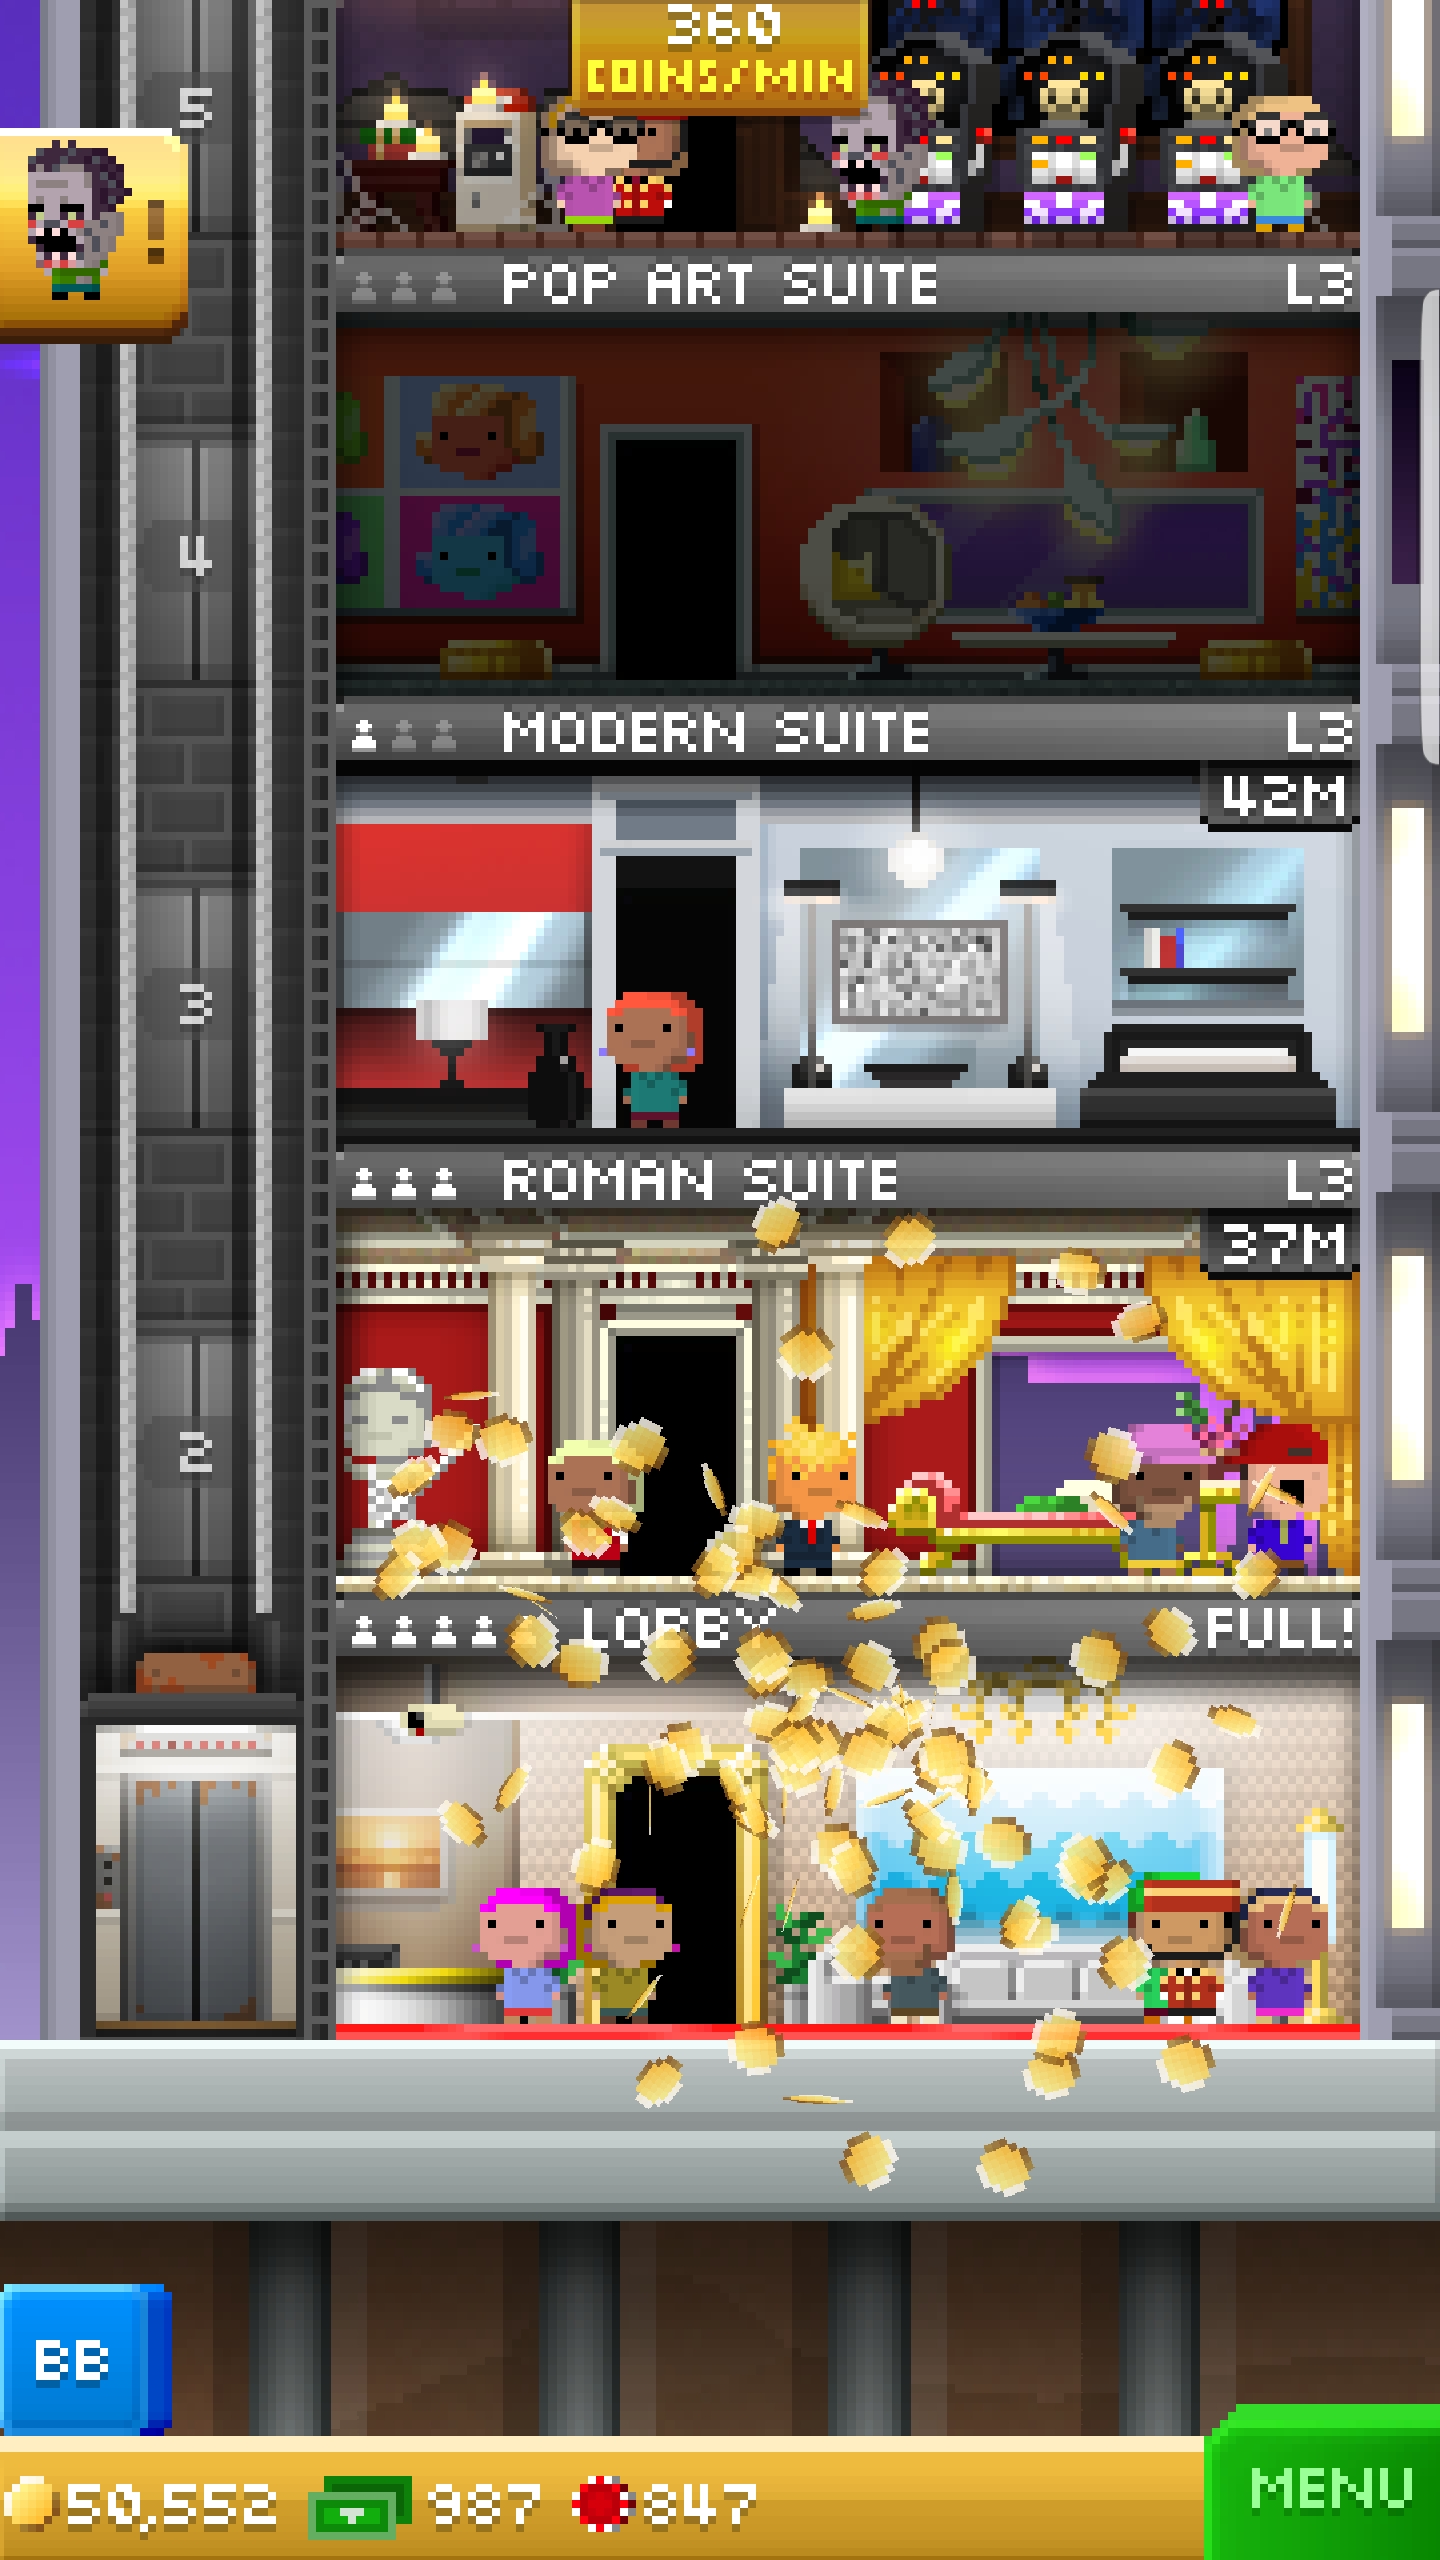 360
COINS/MIN
5
!
POP ART SUITE L3
4
MODERN SUITE L3
42M
3
ROMAN SUITE L3
37M
2
LOBBY FULL!
BB
50,552 987 847
MENU